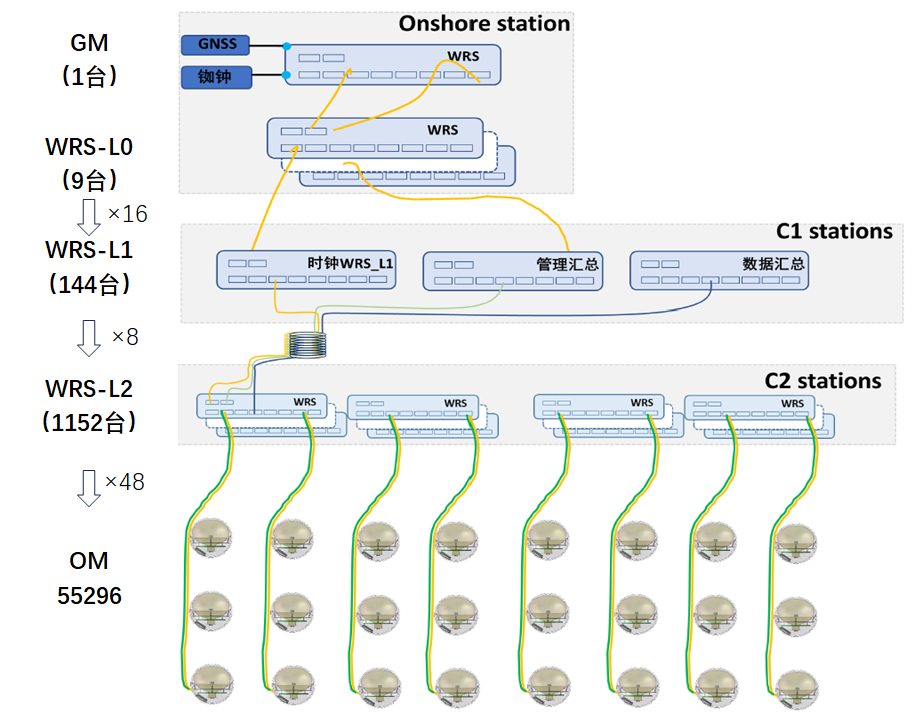 Onshore station
GM
(1台)
GNSS
铷钟
WRS
WRS
WRS-L0
(9台)
×16
C1 stations
WRS-L1
(144台)
时钟WRS_L1
管理汇总
数据汇总
×8
C2 stations
WRS-L2
(1152台)
WRS
WRS
WRS
WRS
×48
OM
55296